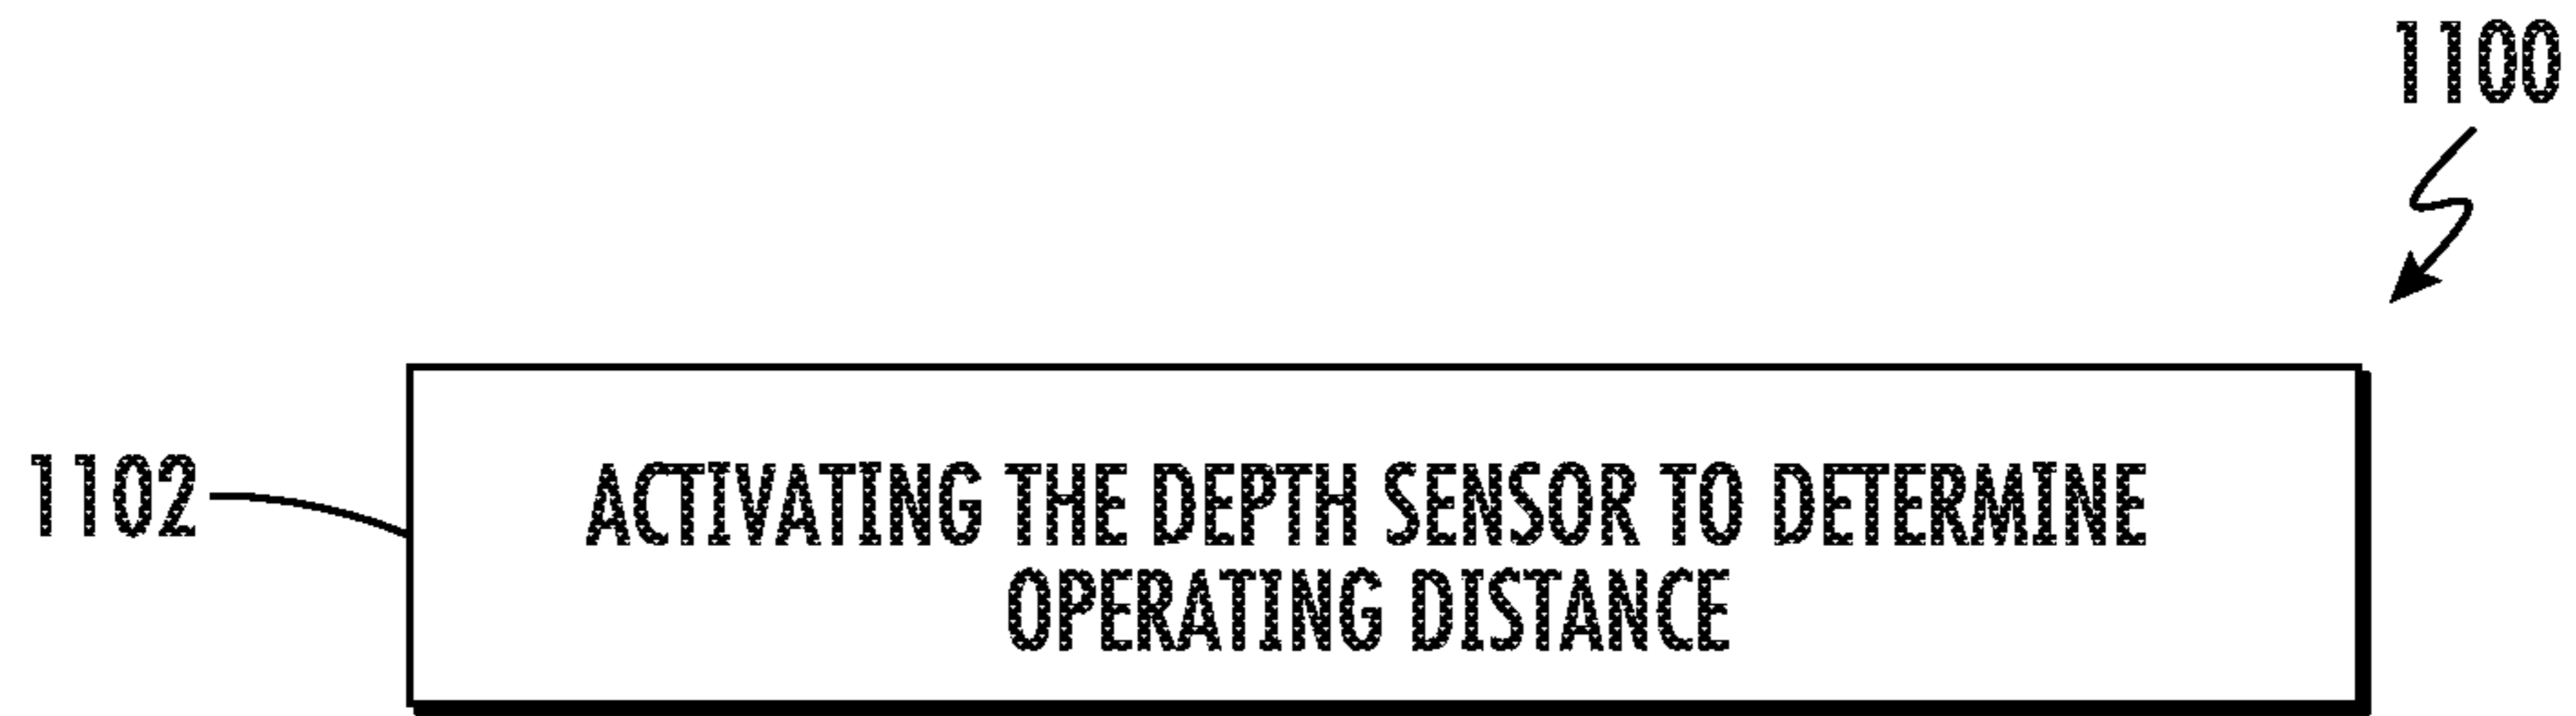 1100
1102
ACTIVATING THE DEPTH SENSOR TO DETERMINE
OPERATING DISTANCE